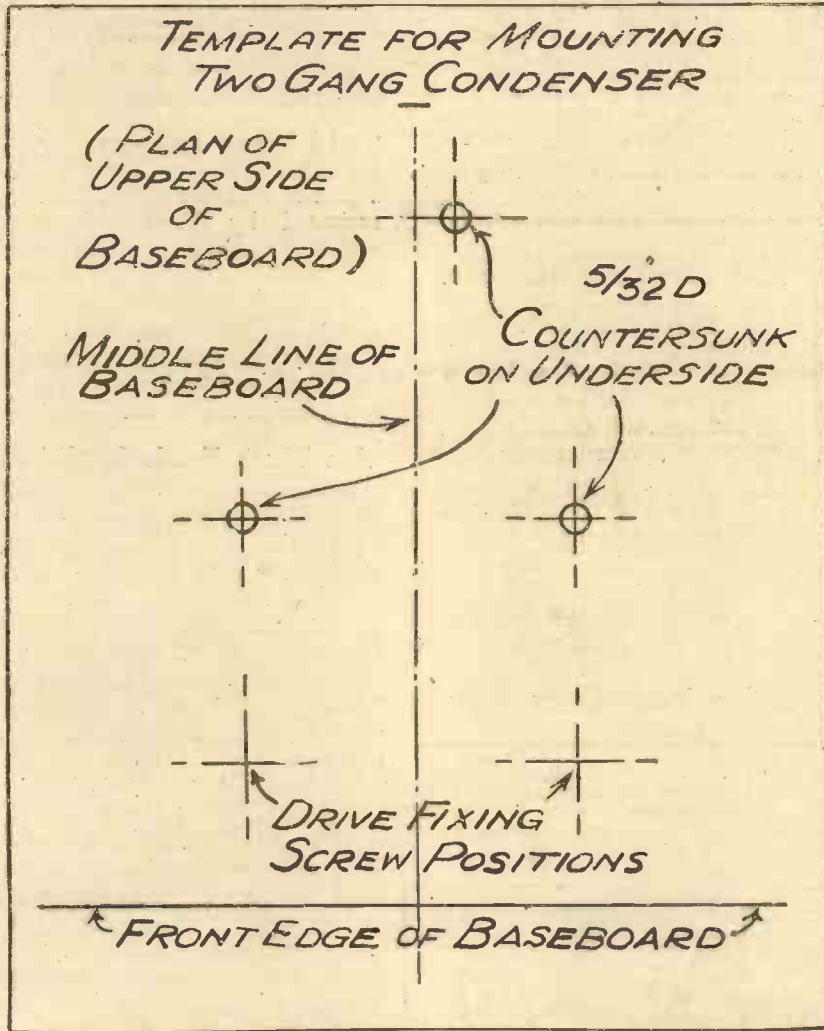 TEMPLATE FOR MOUNTING
TWO GANG CONDENSER
(PLAN OF
UPPER SIDE
OF
BASEBOARD)
5/32" D
COUNTERSUNK
ON UNDERSIDE
MIDDLE LINE OF
BASEBOARD
DRIVE FIXING
SCREW POSITIONS
FRONT EDGE OF BASEBOARD